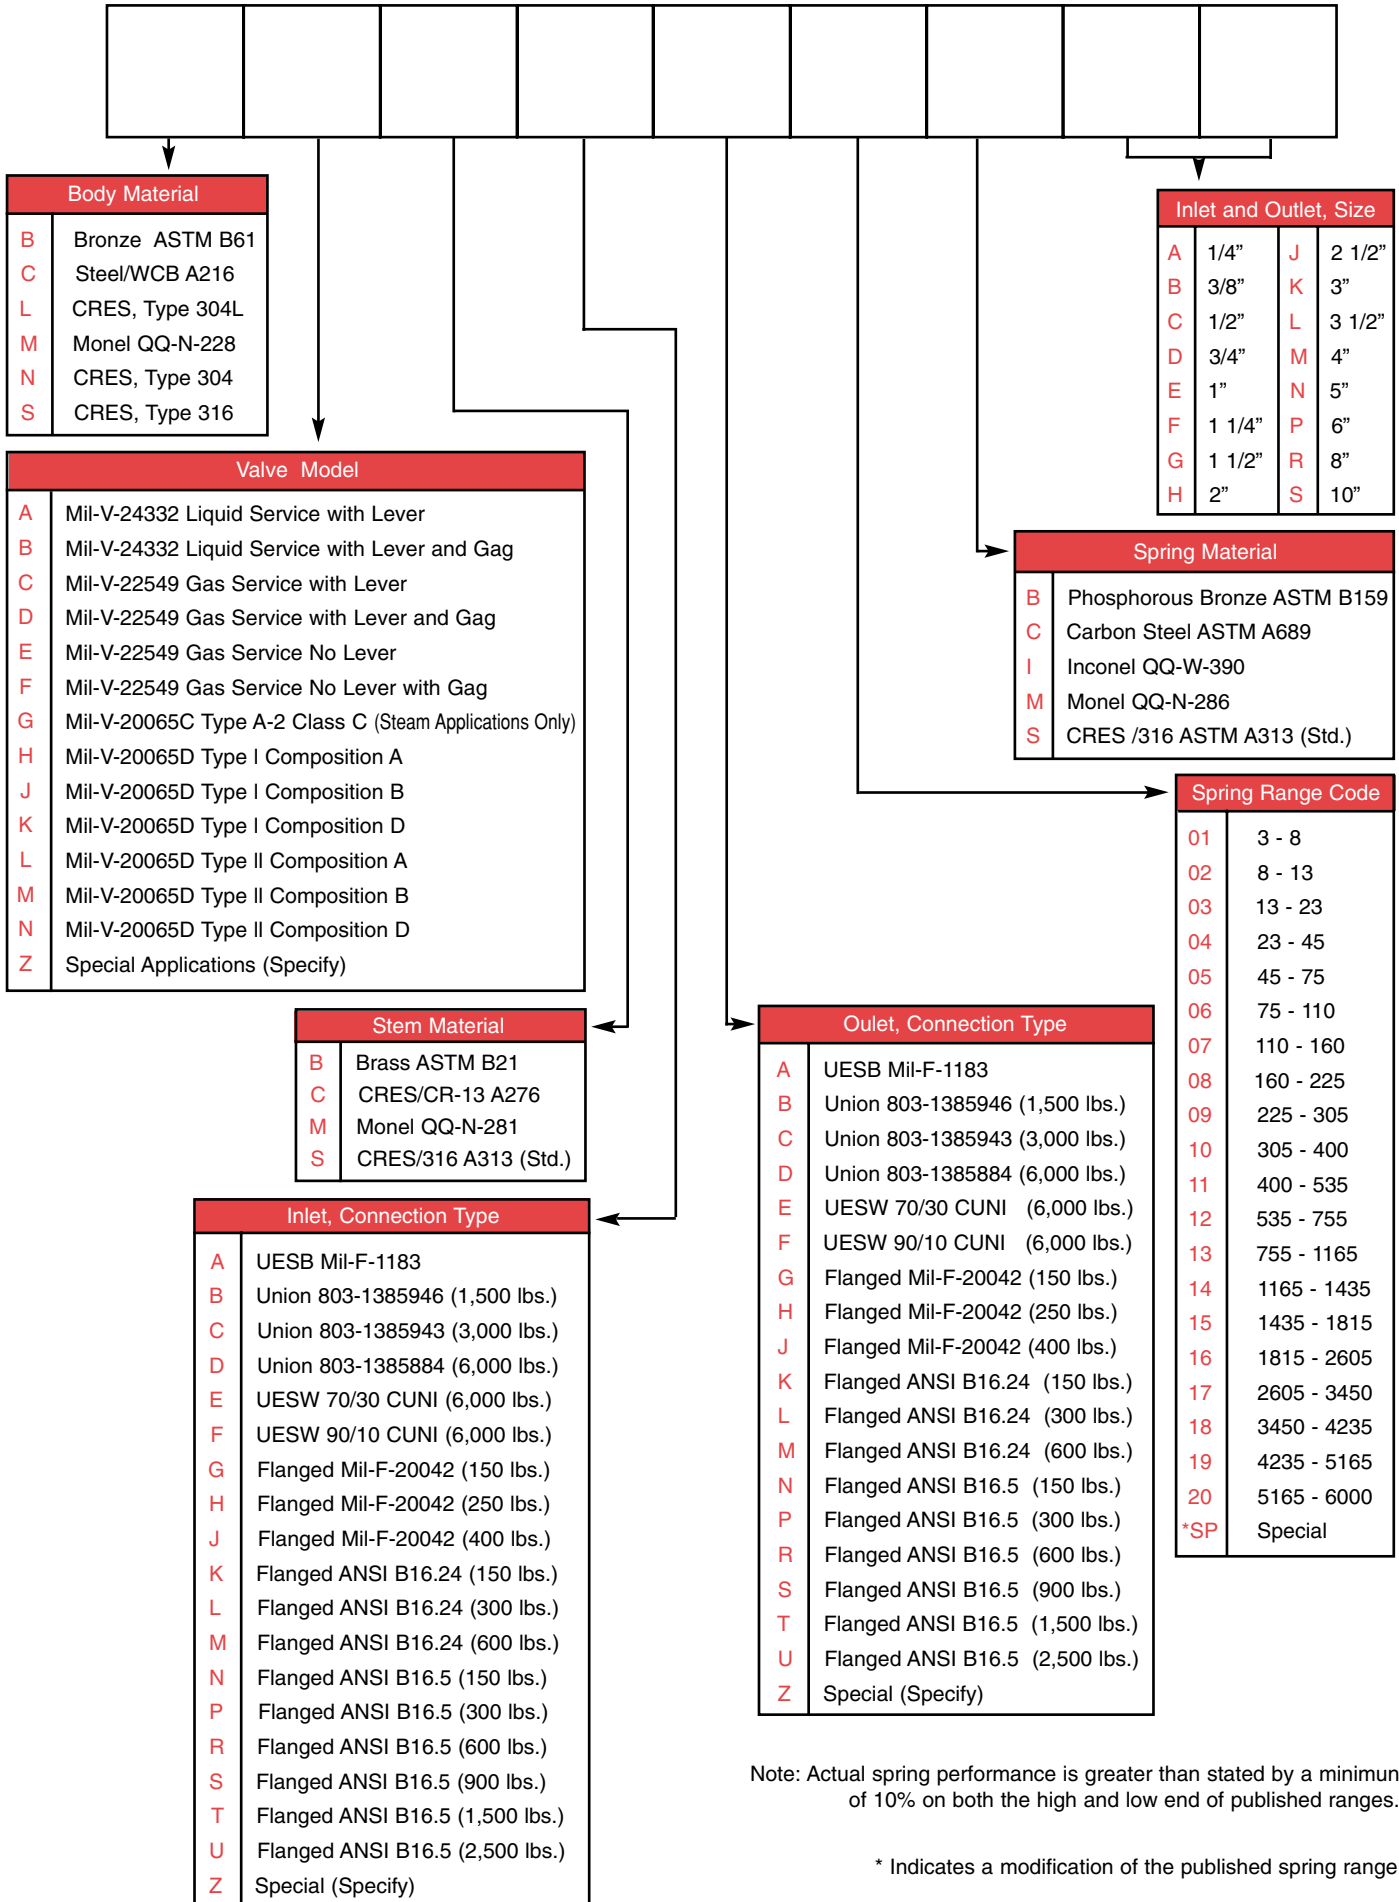 Body Material
B Bronze ASTM B61
C Steel/WCB A216
L CRES, Type 304L
M Monel QQ-N-228
N CRES, Type 304
S CRES, Type 316
Inlet and Outlet, Size
A 1/4” J 2 1/2”
B 3/8” K 3”
C 1/2” L 3 1/2”
D 3/4” M 4”
E 1” N 5”
F 1 1/4” P 6”
G 1 1/2” R 8”
H 2” S 10”
Valve Model
A Mil-V-24332 Liquid Service with Lever
B Mil-V-24332 Liquid Service with Lever and Gag
C Mil-V-22549 Gas Service with Lever
D Mil-V-22549 Gas Service with Lever and Gag
E Mil-V-22549 Gas Service No Lever
F Mil-V-22549 Gas Service No Lever with Gag
G Mil-V-20065C Type A-2 Class C (Steam Applications Only)
H Mil-V-20065D Type I Composition A
J Mil-V-20065D Type I Composition B
K Mil-V-20065D Type I Composition D
L Mil-V-20065D Type II Composition A
M Mil-V-20065D Type II Composition B
N Mil-V-20065D Type II Composition D
Z Special Applications (Specify)
Spring Material
B Phosphorous Bronze ASTM B159
C Carbon Steel ASTM A689
I Inconel QQ-W-390
M Monel QQ-N-286
S CRES /316 ASTM A313 (Std.)
Spring Range Code
01 3 - 8
02 8 - 13
03 13 - 23
04 23 - 45
05 45 - 75
06 75 - 110
07 110 - 160
08 160 - 225
09 225 - 305
10 305 - 400
11 400 - 535
12 535 - 755
13 755 - 1165
14 1165 - 1435
15 1435 - 1815
16 1815 - 2605
17 2605 - 3450
18 3450 - 4235
19 4235 - 5165
20 5165 - 6000
*SP Special
Stem Material
B Brass ASTM B21
C CRES/CR-13 A276
M Monel QQ-N-281
S CRES/316 A313 (Std.)
Oulet, Connection Type
A UESB Mil-F-1183
B Union 803-1385946 (1,500 lbs.)
C Union 803-1385943 (3,000 lbs.)
D Union 803-1385884 (6,000 lbs.)
E UESW 70/30 CUNI (6,000 lbs.)
F UESW 90/10 CUNI (6,000 lbs.)
G Flanged Mil-F-20042 (150 lbs.)
H Flanged Mil-F-20042 (250 lbs.)
J Flanged Mil-F-20042 (400 lbs.)
K Flanged ANSI B16.24 (150 lbs.)
L Flanged ANSI B16.24 (300 lbs.)
M Flanged ANSI B16.24 (600 lbs.)
N Flanged ANSI B16.5 (150 lbs.)
P Flanged ANSI B16.5 (300 lbs.)
R Flanged ANSI B16.5 (600 lbs.)
S Flanged ANSI B16.5 (900 lbs.)
T Flanged ANSI B16.5 (1,500 lbs.)
U Flanged ANSI B16.5 (2,500 lbs.)
Z Special (Specify)
Inlet, Connection Type
A UESB Mil-F-1183
B Union 803-1385946 (1,500 lbs.)
C Union 803-1385943 (3,000 lbs.)
D Union 803-1385884 (6,000 lbs.)
E UESW 70/30 CUNI (6,000 lbs.)
F UESW 90/10 CUNI (6,000 lbs.)
G Flanged Mil-F-20042 (150 lbs.)
H Flanged Mil-F-20042 (250 lbs.)
J Flanged Mil-F-20042 (400 lbs.)
K Flanged ANSI B16.24 (150 lbs.)
L Flanged ANSI B16.24 (300 lbs.)
M Flanged ANSI B16.24 (600 lbs.)
N Flanged ANSI B16.5 (150 lbs.)
P Flanged ANSI B16.5 (300 lbs.)
R Flanged ANSI B16.5 (600 lbs.)
S Flanged ANSI B16.5 (900 lbs.)
T Flanged ANSI B16.5 (1,500 lbs.)
U Flanged ANSI B16.5 (2,500 lbs.)
Z Special (Specify)
Note: Actual spring performance is greater than stated by a minimun
of 10% on both the high and low end of published ranges.
* Indicates a modification of the published spring range